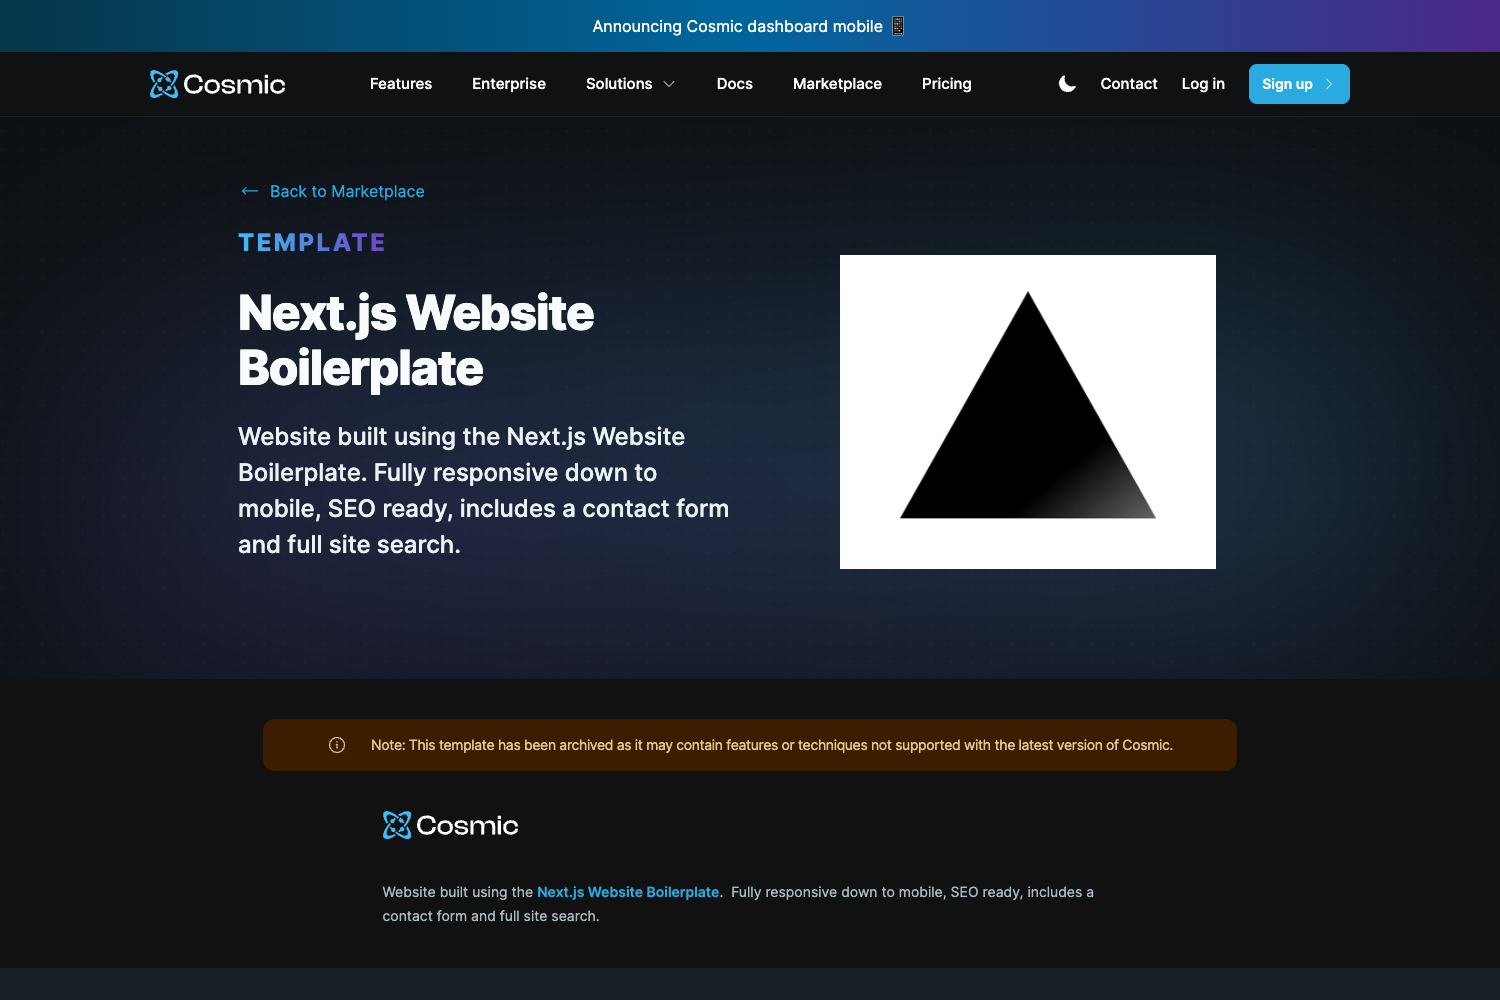 Announcing Cosmic dashboard mobile 📱
Cosmic
Features
Enterprise
Solutions
Docs
Marketplace
Pricing
Contact
Log in
Sign up
Back to Marketplace
TEMPLATE
Next.js Website
Boilerplate
Website built using the Next.js Website
Boilerplate. Fully responsive down to
mobile, SEO ready, includes a contact form
and full site search.
Note: This template has been archived as it may contain features or techniques not supported with the latest version of Cosmic.
Cosmic
Website built using the Next.js Website Boilerplate. Fully responsive down to mobile, SEO ready, includes a
contact form and full site search.